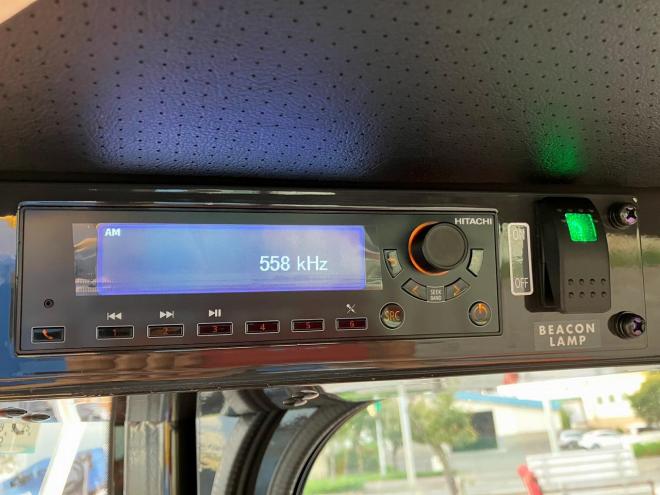 HITACHI
AM
558 kHz
ON
OFF
SEEK
BAND
SRC
1
2
3
4
5
6
BEACON
LAMP